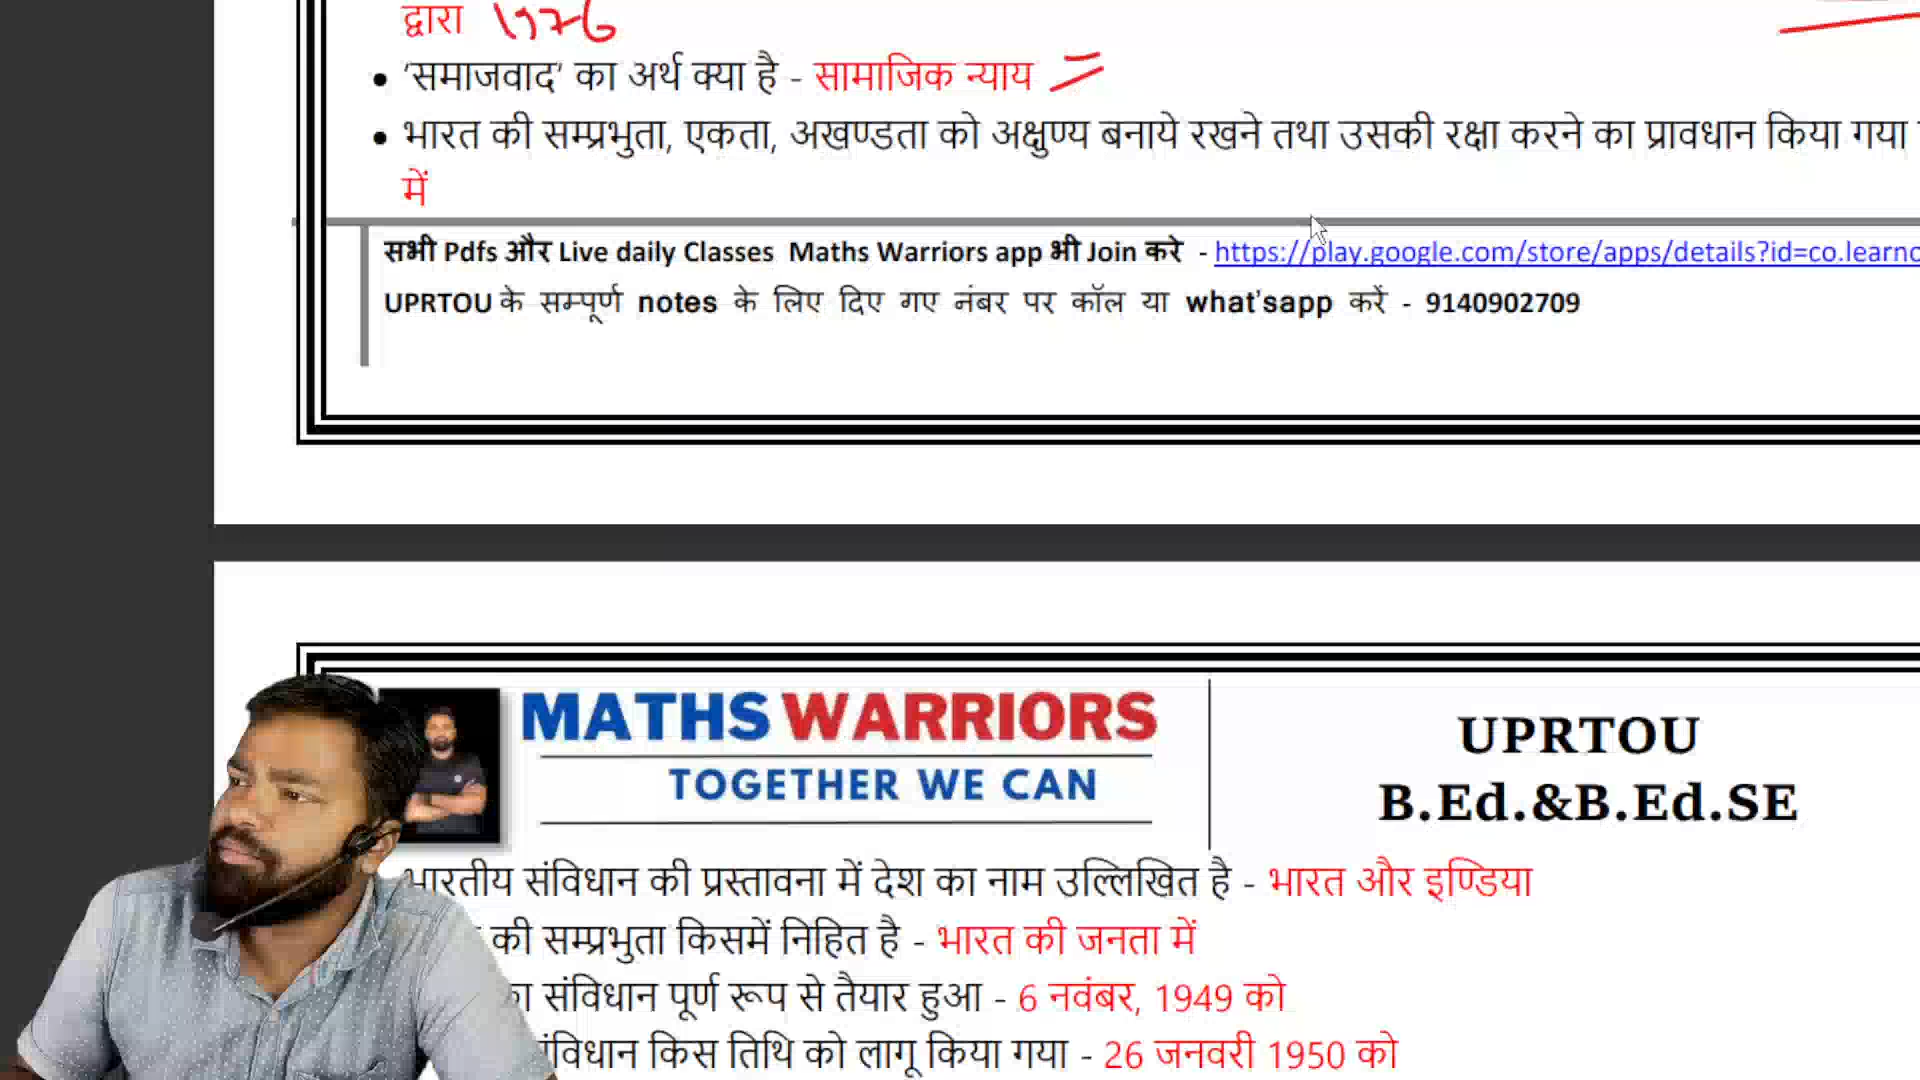 द्वारा 1976
• ‘समाजवाद’ का अर्थ क्या है - सामाजिक न्याय
• भारत की सम्प्रभुता, एकता, अखण्डता को अक्षुण्य बनाये रखने तथा उसकी रक्षा करने का प्रावधान किया गया
में
सभी Pdfs और Live daily Classes Maths Warriors app भी Join करे - https://play.google.com/store/apps/details?id=co.learno
UPRTOU के सम्पूर्ण notes के लिए दिए गए नंबर पर कॉल या what'sapp करें - 9140902709
MATHS WARRIORS
TOGETHER WE CAN
UPRTOU
B.Ed.&B.Ed.SE
भारतीय संविधान की प्रस्तावना में देश का नाम उल्लिखित है - भारत और इण्डिया
की सम्प्रभुता किसमें निहित है - भारत की जनता में
संविधान पूर्ण रूप से तैयार हुआ - 6 नवंबर, 1949 को
संविधान किस तिथि को लागू किया गया - 26 जनवरी 1950 को